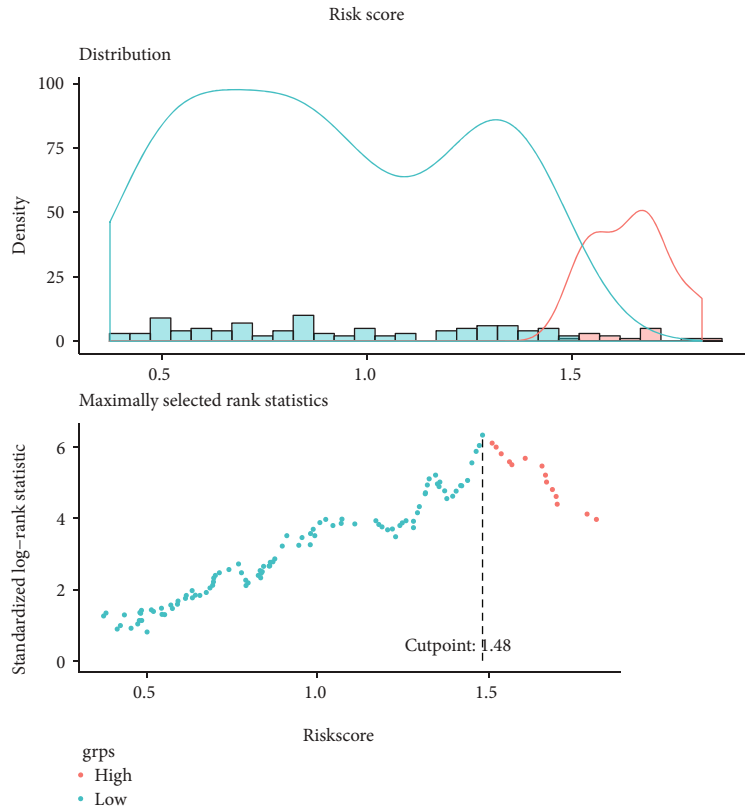 Risk score
Distribution
100
75
50
25
0
Density
0.5 1.0 1.5
Maximally selected rank statistics
6
4
2
0
Standardized log–rank statistic
Cutpoint: 1.48
0.5 1.0 1.5
Riskscore
grps
High
Low